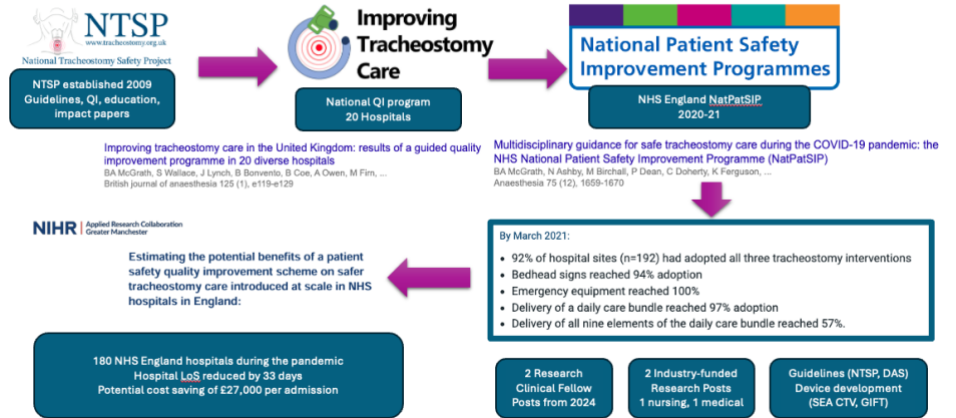 NTSP
www.tracheostomy.org.uk
National Tracheostomy Safety Project
NTSP established 2009
Guidelines, QI, education,
impact papers
Improving
Tracheostomy
Care
National QI program
20 Hospitals
National Patient Safety
Improvement Programmes
NHS England NatPatSIP
2020-21
Improving tracheostomy care in the United Kingdom: results of a guided quality
improvement programme in 20 diverse hospitals
BA McGrath, S Wallace, J Lynch, B Bonvento, B Coe, A Owen, M Firn, ...
British journal of anaesthesia 125 (1), e119-e129
Multidisciplinary guidance for safe tracheostomy care during the COVID-19 pandemic: the
NHS National Patient Safety Improvement Programme (NatPatSIP)
BA McGrath, N Ashby, M Birchall, P Dean, C Doherty, K Ferguson, ...
Anaesthesia 75 (12), 1659-1670
NIHR | Applied Research Collaboration
Greater Manchester
Estimating the potential benefits of a patient
safety quality improvement scheme on safer
tracheostomy care introduced at scale in NHS
hospitals in England:
By March 2021:
• 92% of hospital sites (n=192) had adopted all three tracheostomy interventions
• Bedhead signs reached 94% adoption
• Emergency equipment reached 100%
• Delivery of a daily care bundle reached 97% adoption
• Delivery of all nine elements of the daily care bundle reached 57%.
180 NHS England hospitals during the pandemic
Hospital LoS reduced by 33 days
Potential cost saving of £27,000 per admission
2 Research
Clinical Fellow
Posts from 2024
2 Industry-funded
Research Posts
1 nursing, 1 medical
Guidelines (NTSP, DAS)
Device development
(SEA CTV, GIFT)